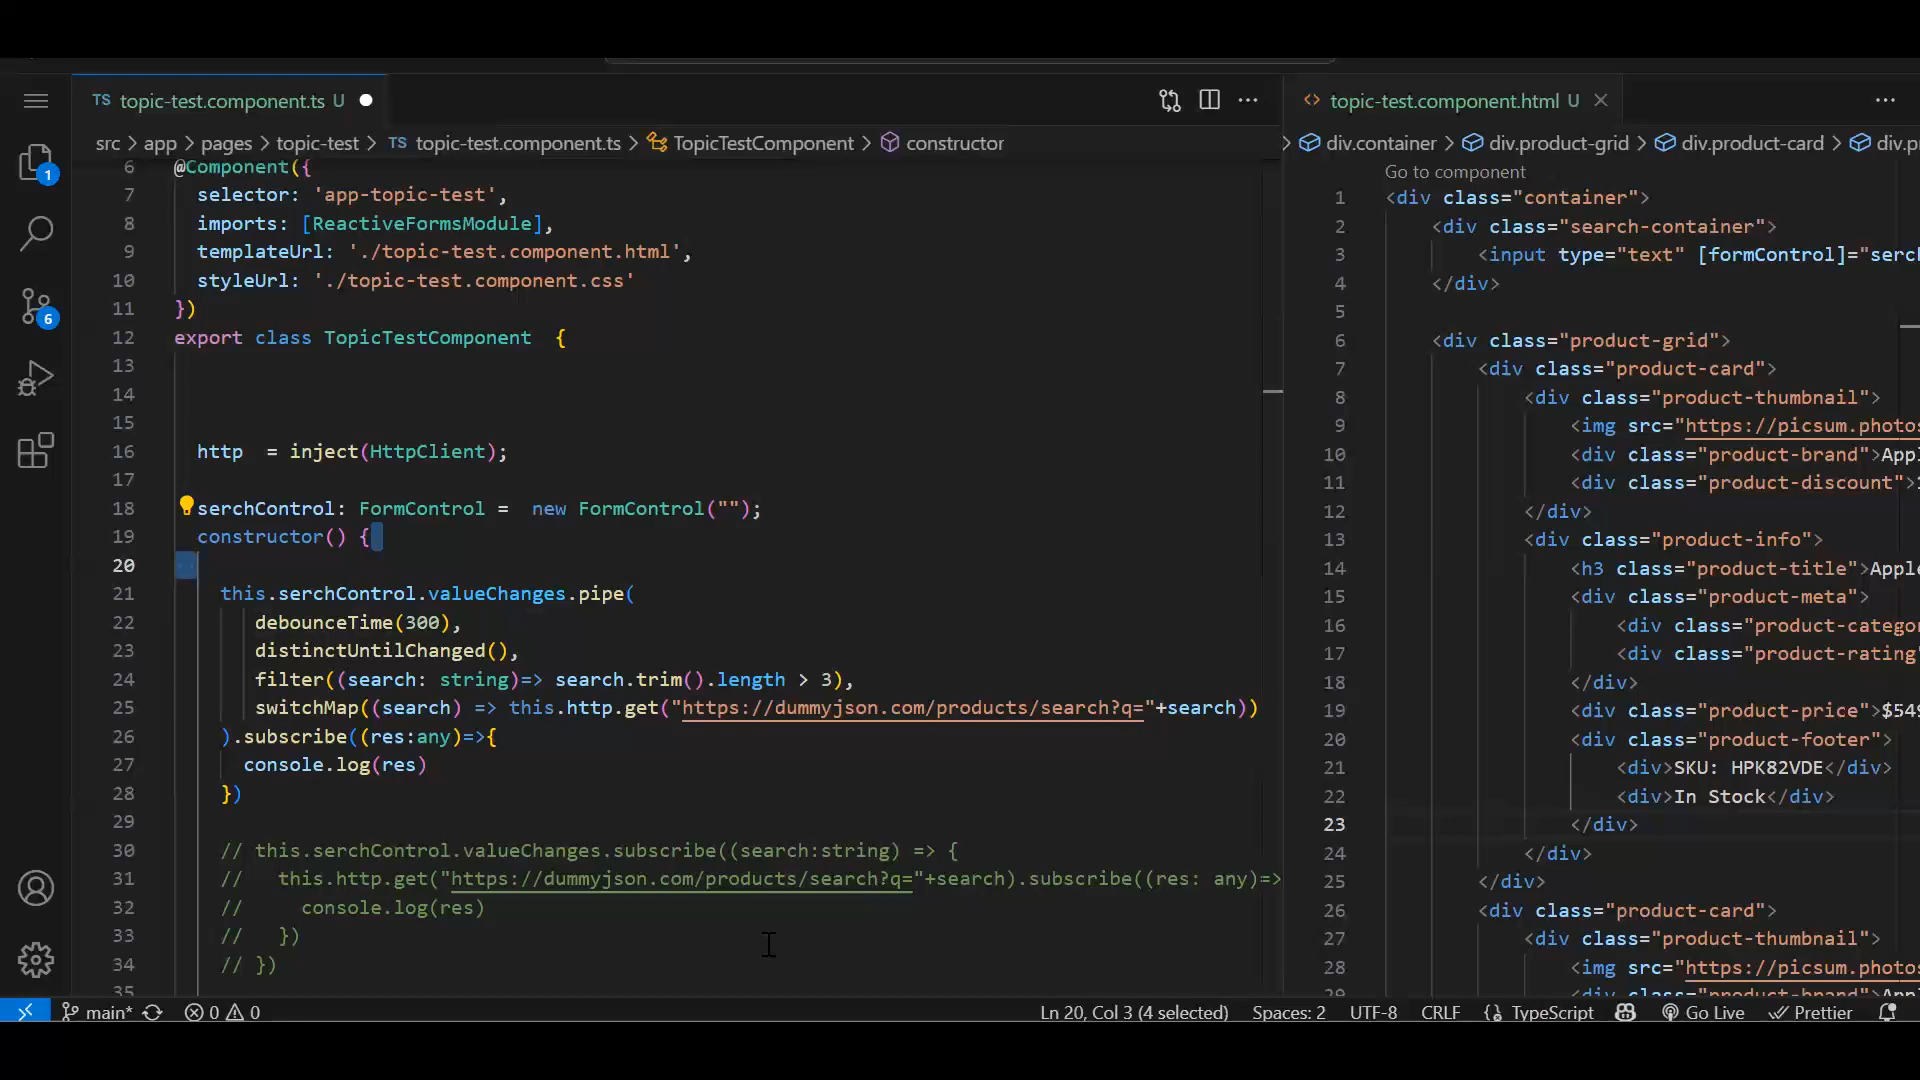 TS topic-test.component.ts U
src > app > pages > topic-test > TS topic-test.component.ts > TopicTestComponent > constructor
6 @Component({
7 selector: 'app-topic-test',
8 imports: [ReactiveFormsModule],
9 templateUrl: './topic-test.component.html',
10 styleUrl: './topic-test.component.css'
11 })
12 export class TopicTestComponent  {
13
14
15
16 http  = inject(HttpClient);
17
18 serchControl: FormControl =  new FormControl("");
19 constructor() {
20
21 this.serchControl.valueChanges.pipe(
22 debounceTime(300),
23 distinctUntilChanged(),
24 filter((search: string)=> search.trim().length > 3),
25 switchMap((search) => this.http.get("https://dummyjson.com/products/search?q="+search))
26 ).subscribe((res:any)=>{
27 console.log(res)
28 })
29
30 // this.serchControl.valueChanges.subscribe((search:string) => {
31 //   this.http.get("https://dummyjson.com/products/search?q="+search).subscribe((res: any)=>
32 //     console.log(res)
33 //   })
34 // })
35
topic-test.component.html U
> div.container > div.product-grid > div.product-card > div.p
Go to component
1 <div class="container">
2 <div class="search-container">
3 <input type="text" [formControl]="serc
4 </div>
5
6 <div class="product-grid">
7 <div class="product-card">
8 <div class="product-thumbnail">
9 <img src="https://picsum.photos
10 <div class="product-brand">App
11 <div class="product-discount">
12 </div>
13 <div class="product-info">
14 <h3 class="product-title">Apple
15 <div class="product-meta">
16 <div class="product-categor
17 <div class="product-rating"
18 </div>
19 <div class="product-price">$549
20 <div class="product-footer">
21 <div>SKU: HPK82VDE</div>
22 <div>In Stock</div>
23 </div>
24 </div>
25 </div>
26 <div class="product-card">
27 <div class="product-thumbnail">
28 <img src="https://picsum.photos
29
1
6
main* 0 0
Ln 20, Col 3 (4 selected) Spaces: 2 UTF-8 CRLF TypeScript Go Live Prettier